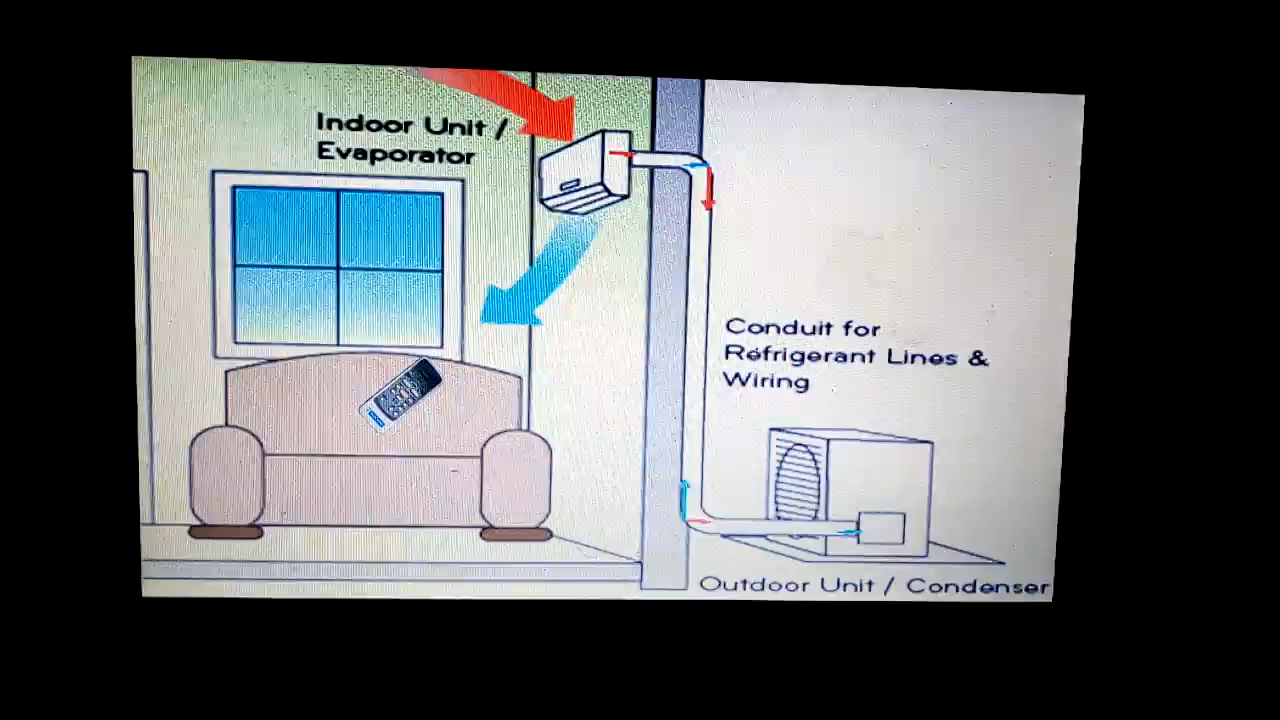 Indoor Unit /
Evaporator
Conduit for
Refrigerant Lines &
Wiring
Outdoor Unit / Condenser